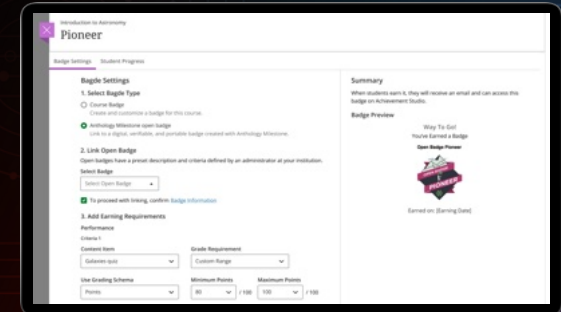 Introduction to Astronomy
Pioneer
Badge Settings
Student Progress
Bagde Settings
1. Select Bagde Type
Course Badge
Create and customize a badge for this course.
Anthology Milestone open badge
Link to a digital, verifiable, and portable badge created with Anthology Milestone.
2. Link Open Badge
Open badges have a preset description and criteria defined by an administrator at your institution.
Select Badge
Select Open Badge
To proceed with linking, confirm Badge Information
3. Add Earning Requirements
Performance
Criteria 1
Content Item
Grade Requirement
Galaxies quiz
Custom Range
Use Grading Schema
Minimum Points
Maximum Points
Points
80 / 100
100 / 100
Summary
When students earn it, they will receive an email and can access this
badge on Achievement Studio.
Badge Preview
Way To Go!
You've Earned a Badge
Open Badge Pioneer
OPEN BADGE
PIONEER
Earned on: [Earning Date]